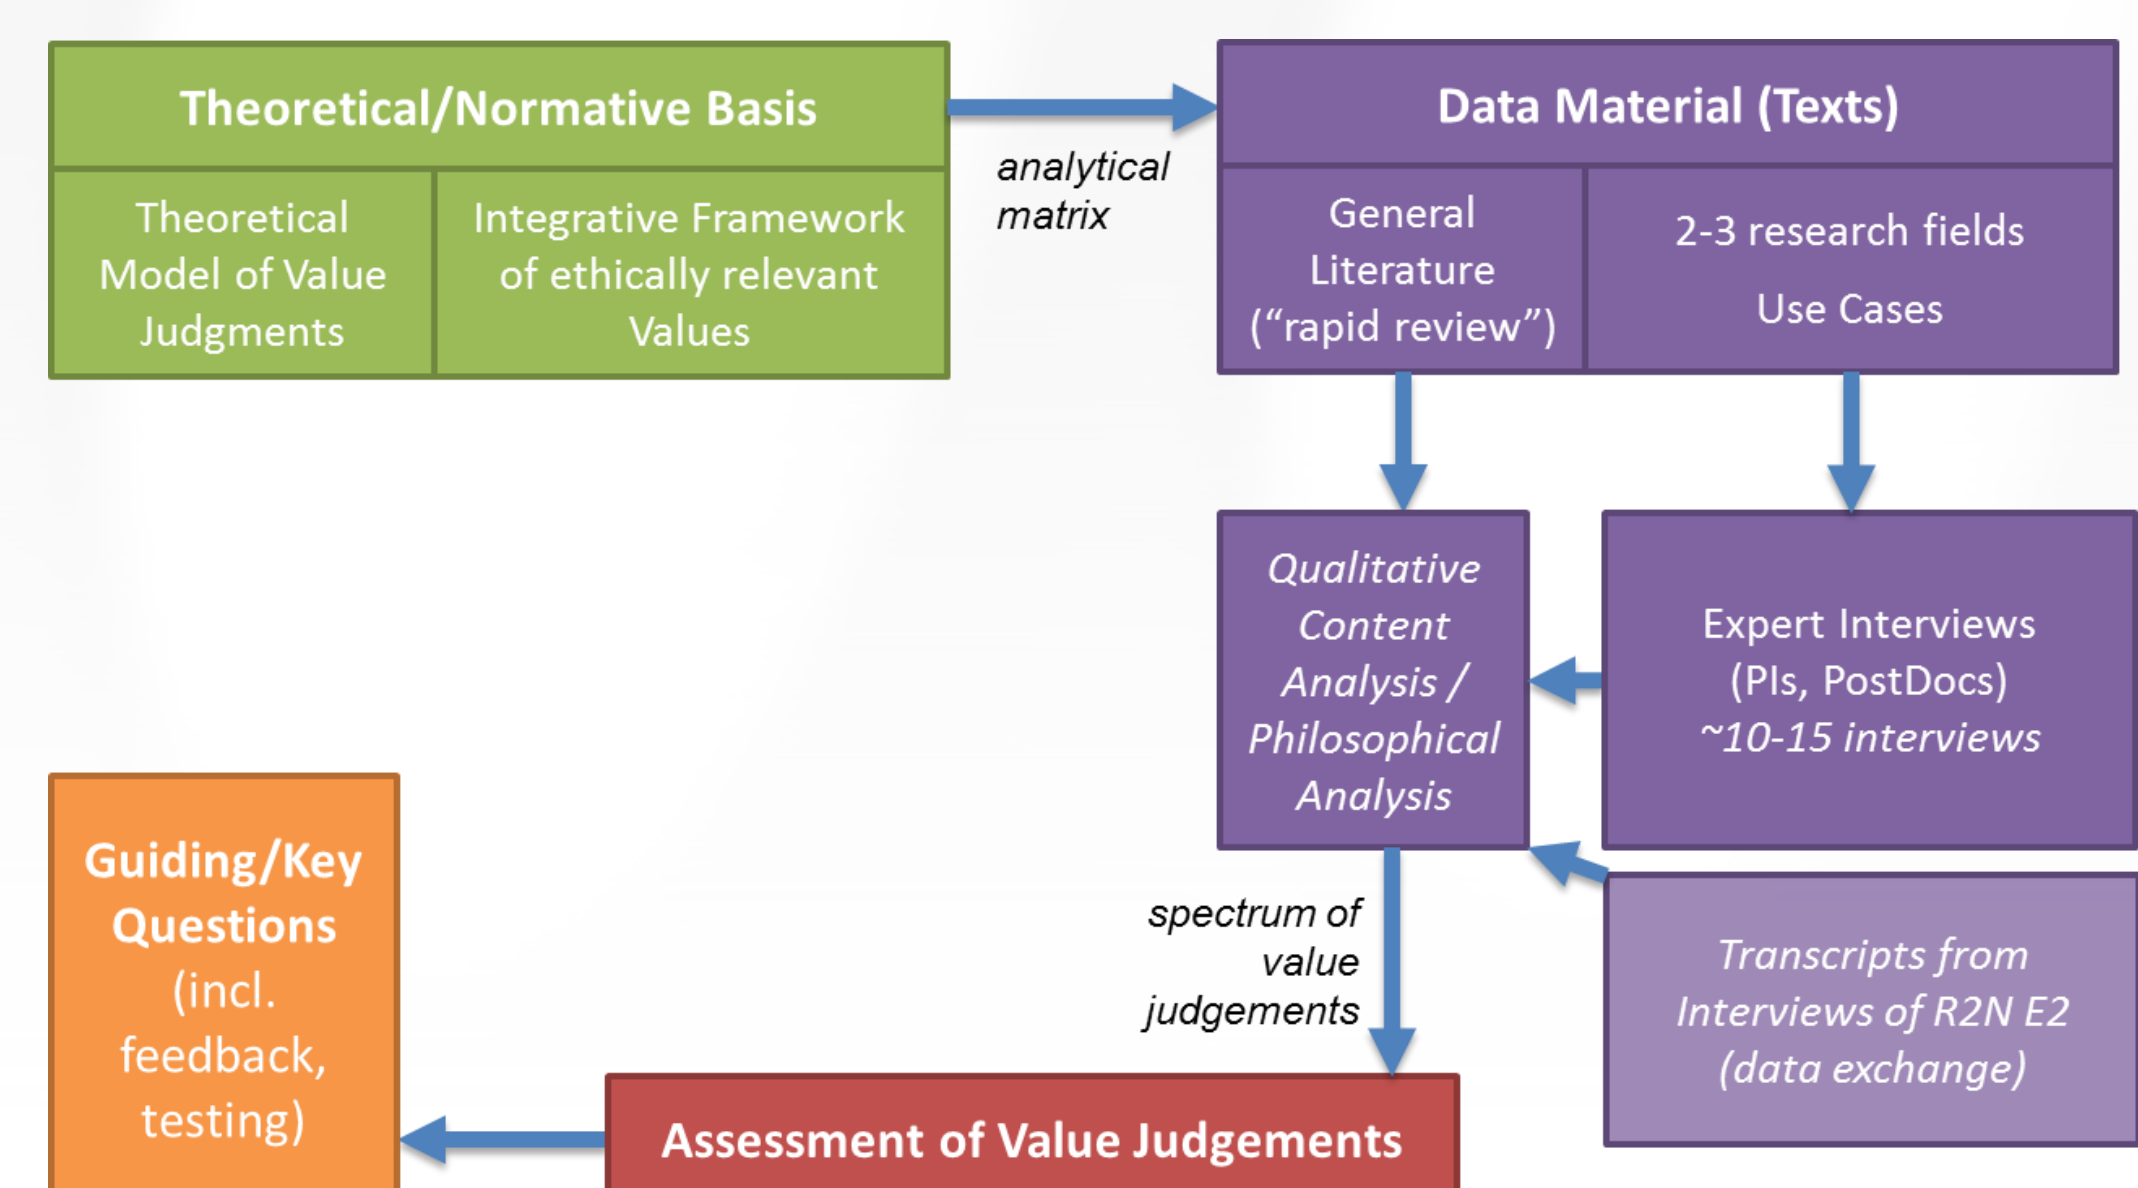 Theoretical/Normative Basis
Theoretical
Model of Value
Judgments
Integrative Framework
of ethically relevant
Values
analytical
matrix
Data Material (Texts)
General
Literature
(“rapid review”)
2-3 research fields
Use Cases
Qualitative
Content
Analysis /
Philosophical
Analysis
Expert Interviews
(PIs, PostDocs)
~10-15 interviews
Transcripts from
Interviews of R2N E2
(data exchange)
spectrum of
value
judgements
Assessment of Value Judgements
Guiding/Key
Questions
(incl.
feedback,
testing)